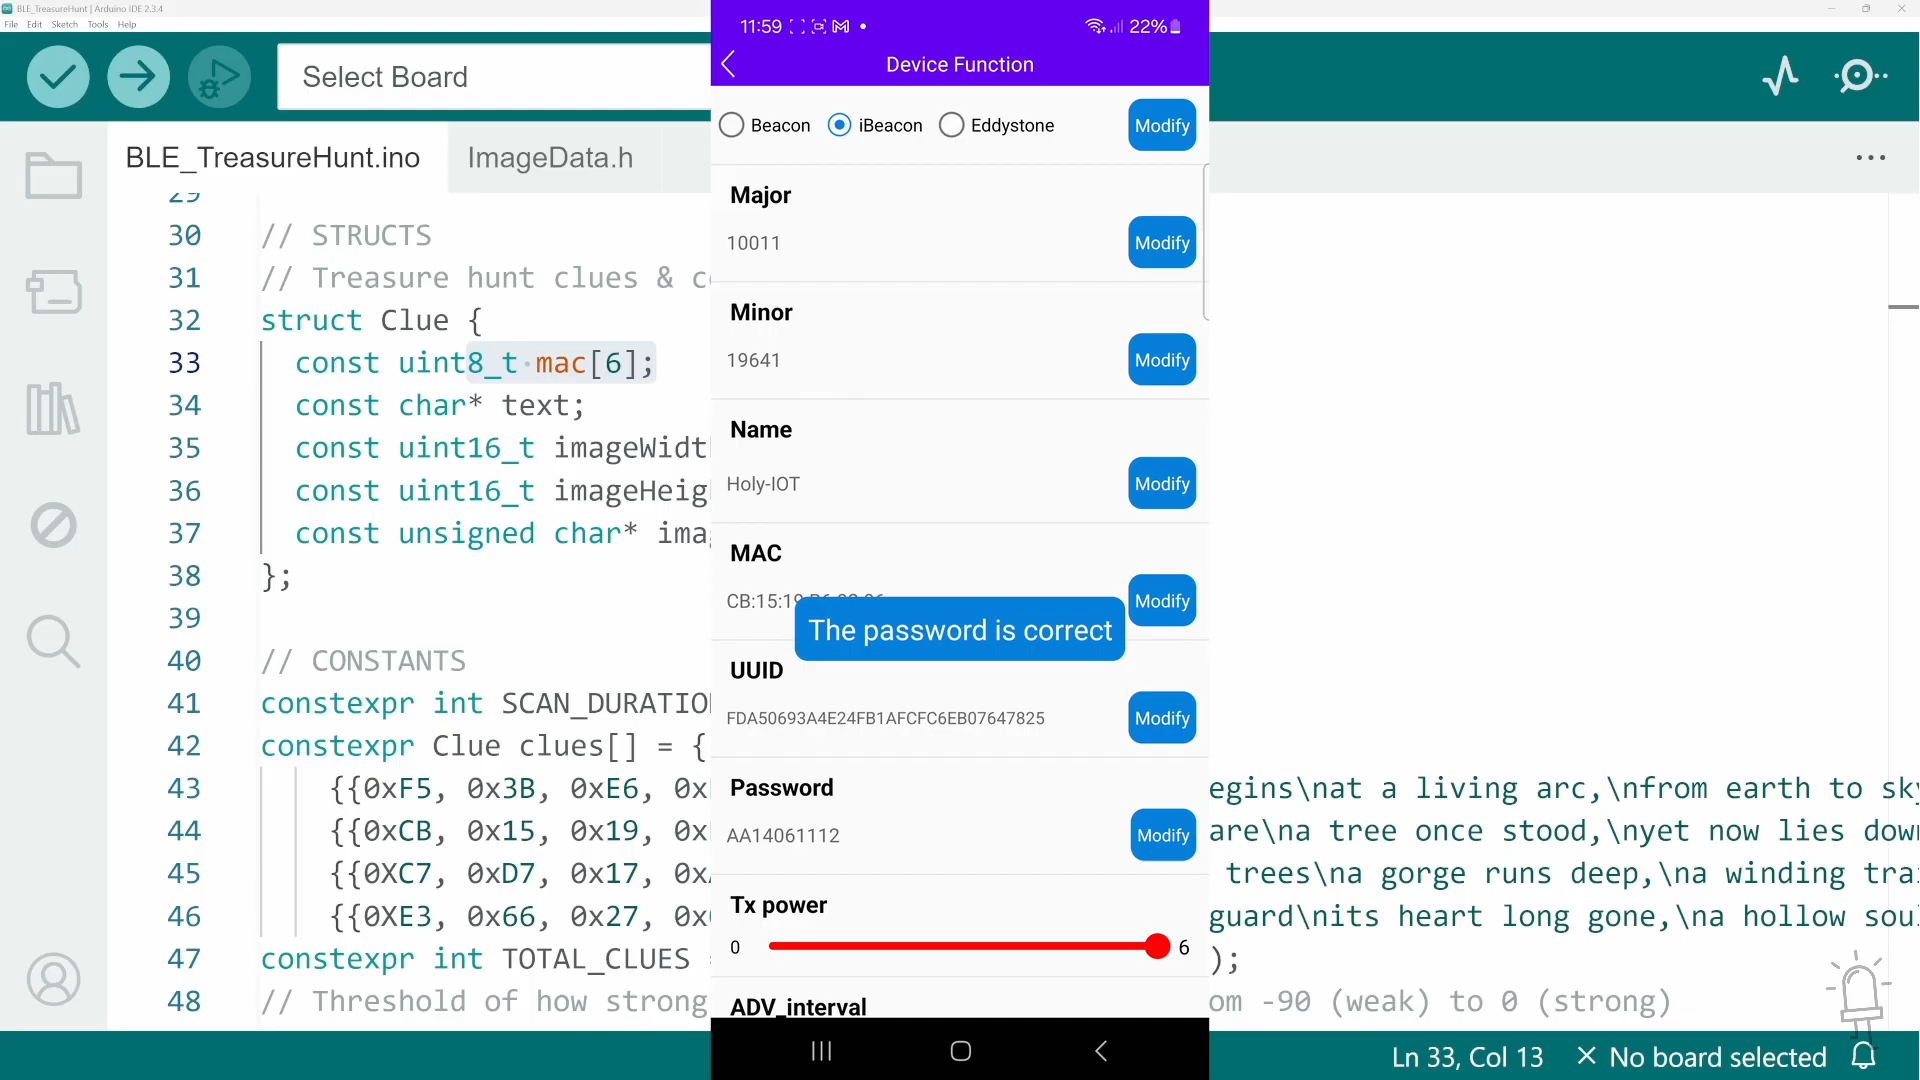 BLE_TreasureHunt | Arduino IDE 2.3.4
File Edit Sketch Tools Help
Select Board
BLE_TreasureHunt.ino
ImageData.h
29
30 // STRUCTS
31 // Treasure hunt clues & c
32 struct Clue {
33 const uint8_t mac[6];
34 const char* text;
35 const uint16_t imageWidt
36 const uint16_t imageHeig
37 const unsigned char* ima
38 };
39
40 // CONSTANTS
41 constexpr int SCAN_DURATIO
42 constexpr Clue clues[] = {
43 {{0xF5, 0x3B, 0xE6, 0x egins\nat a living arc,\nfrom earth to sky
44 {{0xCB, 0x15, 0x19, 0x are\na tree once stood,\nyet now lies down
45 {{0XC7, 0xD7, 0x17, 0x trees\na gorge runs deep,\na winding trai
46 {{0XE3, 0x66, 0x27, 0x guard\nits heart long gone,\na hollow soul
47 constexpr int TOTAL_CLUES = );
48 // Threshold of how strong om -90 (weak) to 0 (strong)
Ln 33, Col 13
No board selected
11:59
22%
Device Function
Beacon
iBeacon
Eddystone
Modify
Major
10011
Modify
Minor
19641
Modify
Name
Holy-IOT
Modify
MAC
CB:15:19
Modify
The password is correct
UUID
FDA50693A4E24FB1AFCFC6EB07647825
Modify
Password
AA14061112
Modify
Tx power
0
6
ADV_interval